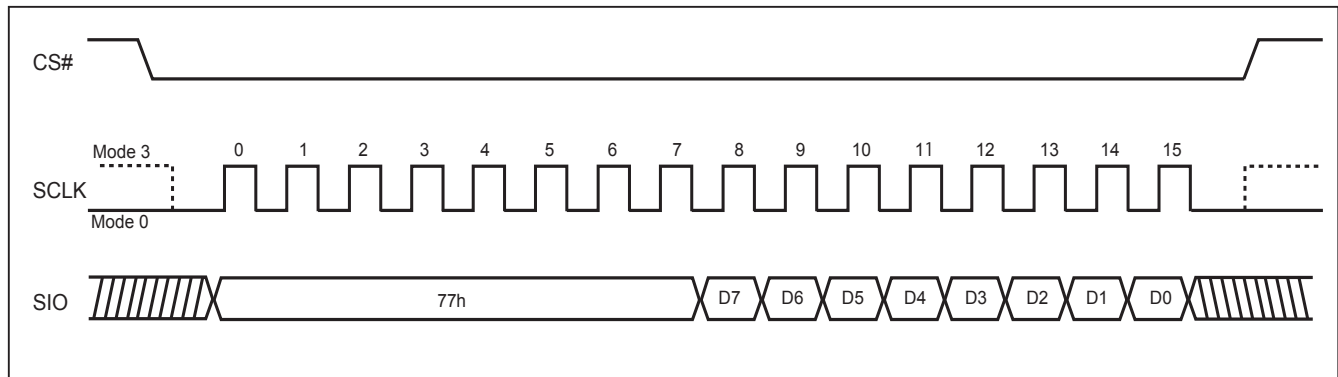 CS#
Mode 3
0 1 2 3 4 5 6 7 8 9 10 11 12 13 14 15
SCLK
Mode 0
SIO
77h D7 D6 D5 D4 D3 D2 D1 D0